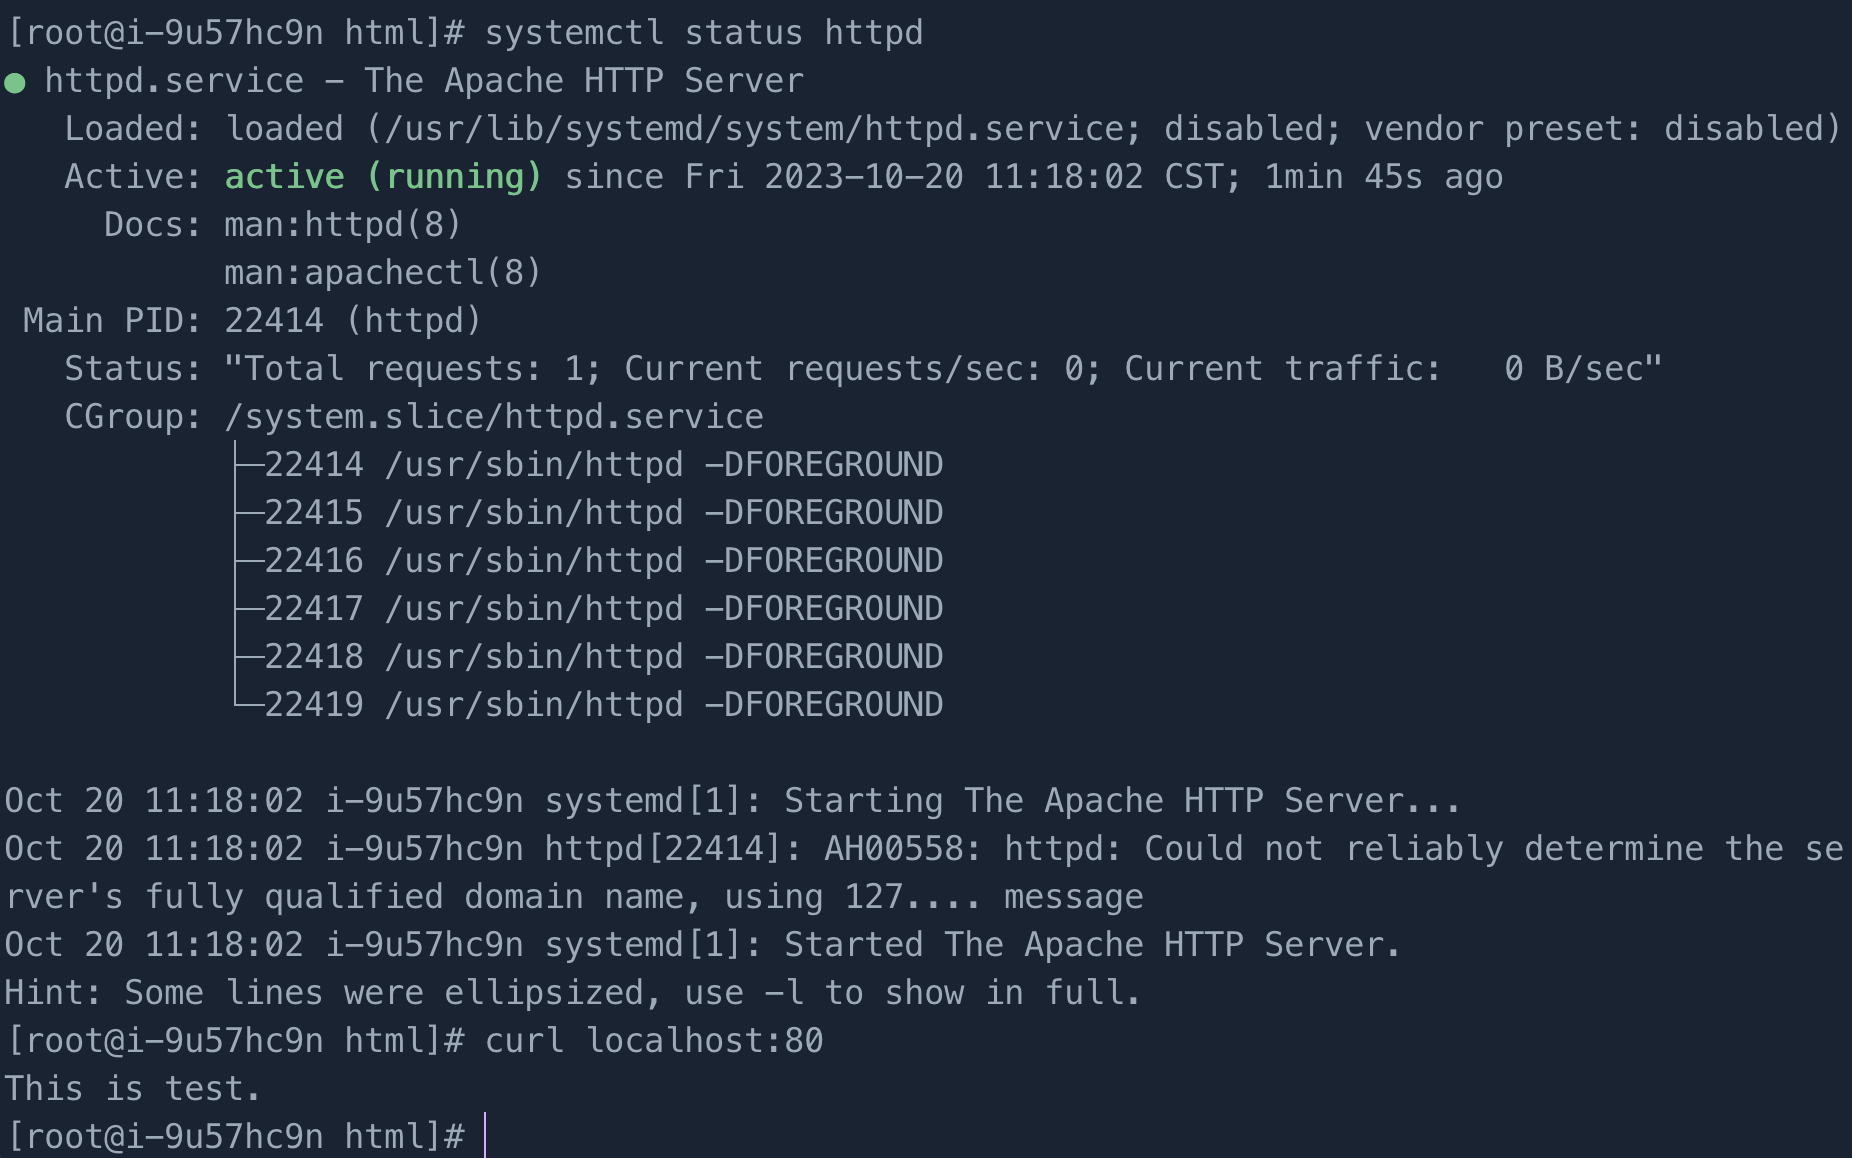 [root@i-9u57hc9n html]# systemctl status httpd
● httpd.service - The Apache HTTP Server
   Loaded: loaded (/usr/lib/systemd/system/httpd.service; disabled; vendor preset: disabled)
   Active: active (running) since Fri 2023-10-20 11:18:02 CST; 1min 45s ago
     Docs: man:httpd(8)
           man:apachectl(8)
 Main PID: 22414 (httpd)
   Status: "Total requests: 1; Current requests/sec: 0; Current traffic:   0 B/sec"
   CGroup: /system.slice/httpd.service
           ├─22414 /usr/sbin/httpd -DFOREGROUND
           ├─22415 /usr/sbin/httpd -DFOREGROUND
           ├─22416 /usr/sbin/httpd -DFOREGROUND
           ├─22417 /usr/sbin/httpd -DFOREGROUND
           ├─22418 /usr/sbin/httpd -DFOREGROUND
           └─22419 /usr/sbin/httpd -DFOREGROUND

Oct 20 11:18:02 i-9u57hc9n systemd[1]: Starting The Apache HTTP Server...
Oct 20 11:18:02 i-9u57hc9n httpd[22414]: AH00558: httpd: Could not reliably determine the se
rver's fully qualified domain name, using 127.... message
Oct 20 11:18:02 i-9u57hc9n systemd[1]: Started The Apache HTTP Server.
Hint: Some lines were ellipsized, use -l to show in full.
[root@i-9u57hc9n html]# curl localhost:80
This is test.
[root@i-9u57hc9n html]#